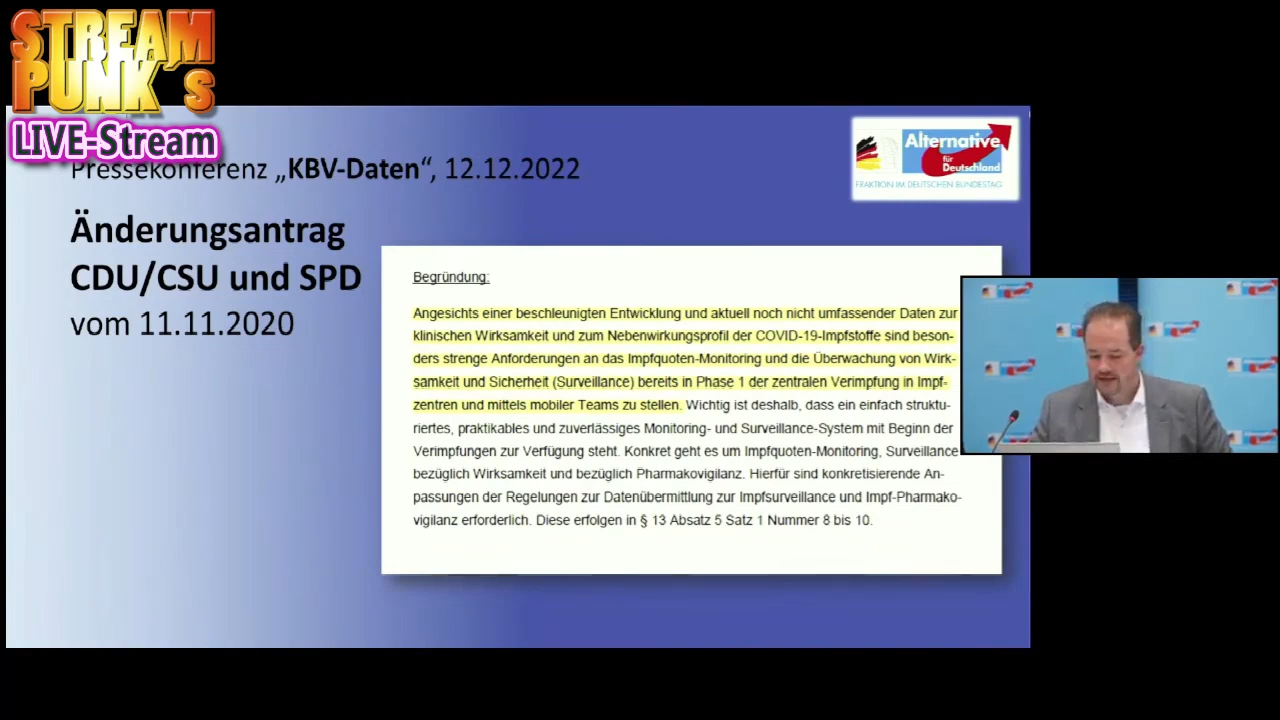 STREAM
PUNK´s
LIVE-Stream
Pressekonferenz „KBV-Daten“, 12.12.2022
Alternative
für
Deutschland
FRAKTION IM DEUTSCHEN BUNDESTAG
Änderungsantrag
CDU/CSU und SPD
vom 11.11.2020
Begründung:
Angesichts einer beschleunigten Entwicklung und aktuell noch nicht umfassender Daten zur
klinischen Wirksamkeit und zum Nebenwirkungsprofil der COVID-19-Impfstoffe sind beson-
ders strenge Anforderungen an das Impfquoten-Monitoring und die Überwachung von Wirk-
samkeit und Sicherheit (Surveillance) bereits in Phase 1 der zentralen Verimpfung in Impf-
zentren und mittels mobiler Teams zu stellen. Wichtig ist deshalb, dass ein einfach struktu-
riertes, praktikables und zuverlässiges Monitoring- und Surveillance-System mit Beginn der
Verimpfungen zur Verfügung steht. Konkret geht es um Impfquoten-Monitoring, Surveillance
bezüglich Wirksamkeit und bezüglich Pharmakovigilanz. Hierfür sind konkretisierende An-
passungen der Regelungen zur Datenübermittlung zur Impfsurveillance und Impf-Pharmako-
vigilanz erforderlich. Diese erfolgen in § 13 Absatz 5 Satz 1 Nummer 8 bis 10.